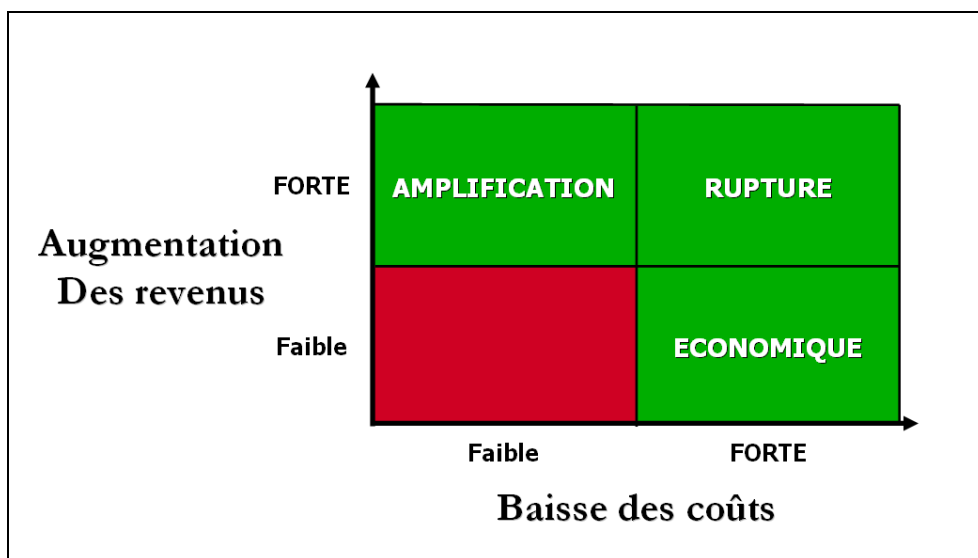 FORTE
AMPLIFICATION
RUPTURE
Augmentation
Des revenus
Faible
ECONOMIQUE
Faible
FORTE
Baisse des coûts